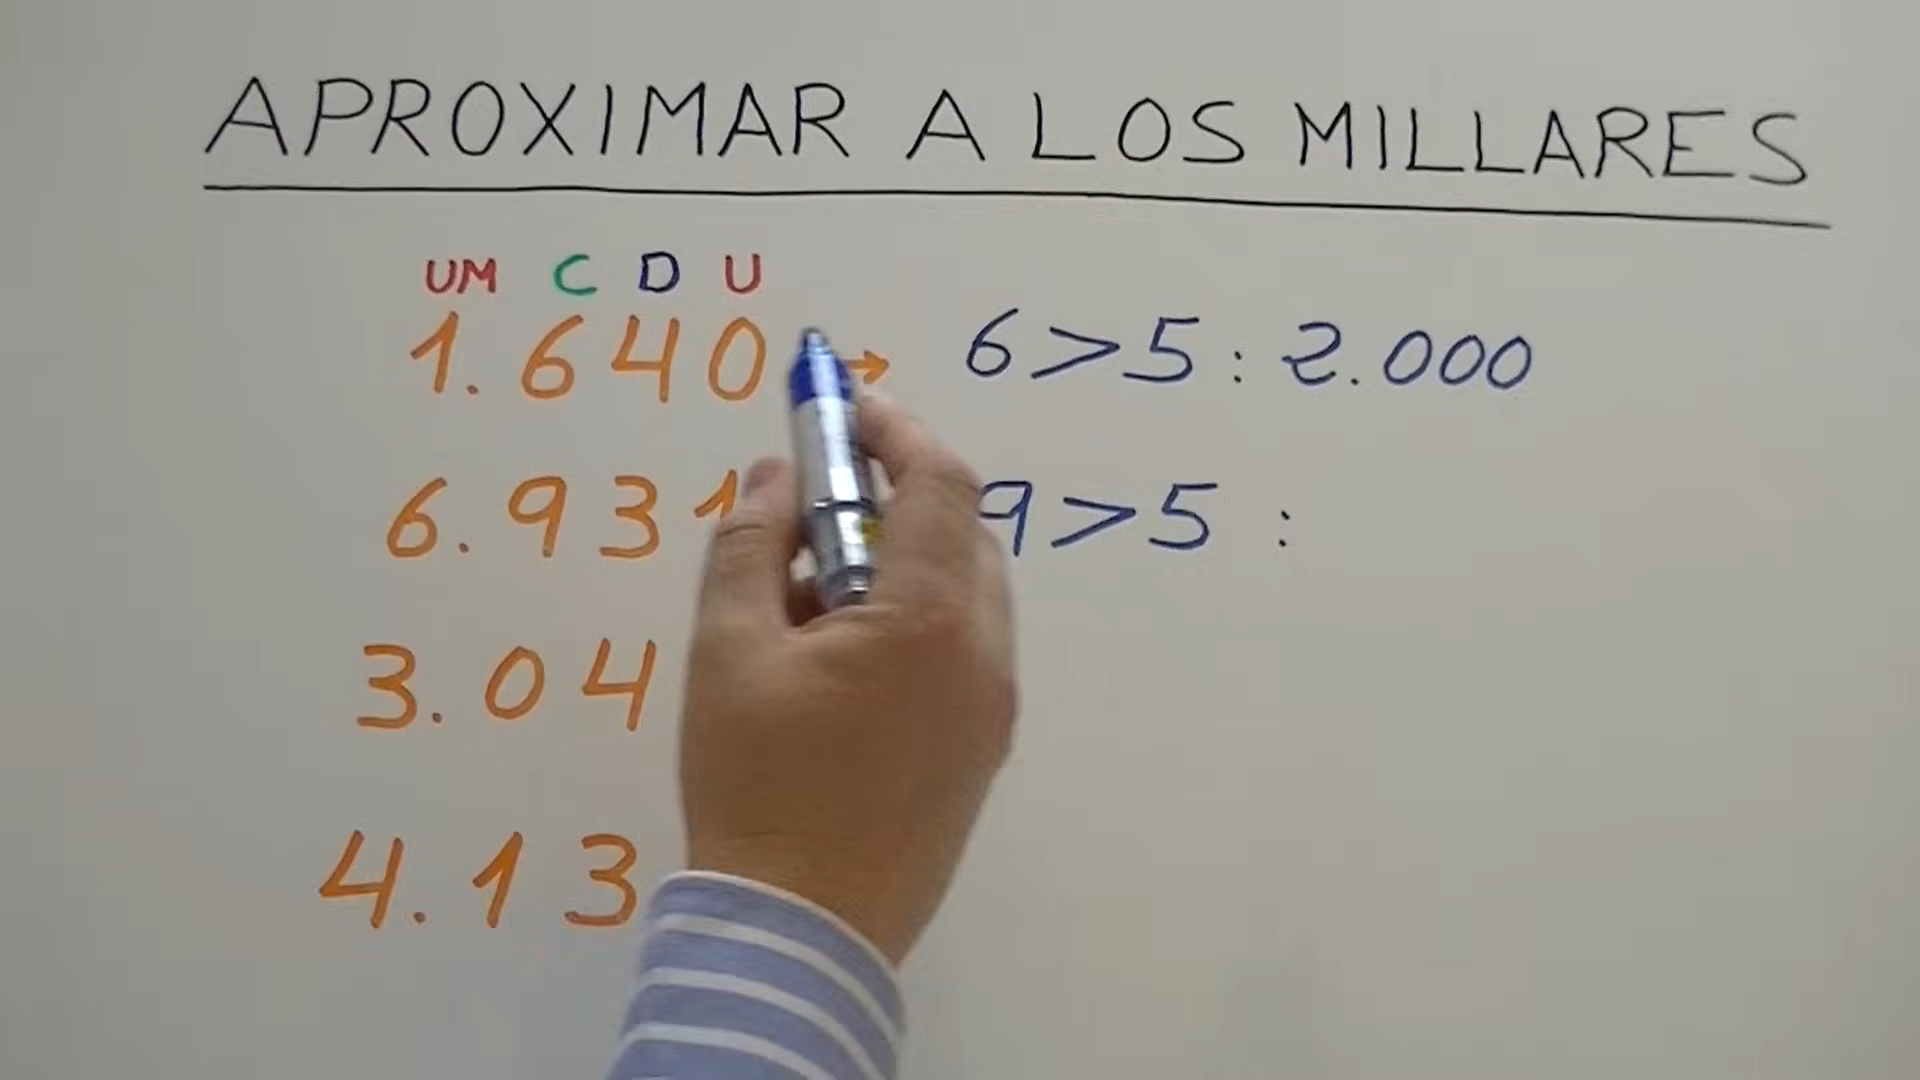 APROXIMAR A LOS MILLARES
UM C D U
1.640 → 6>5 : 2.000
6.931 9>5 :
3.04
4.13